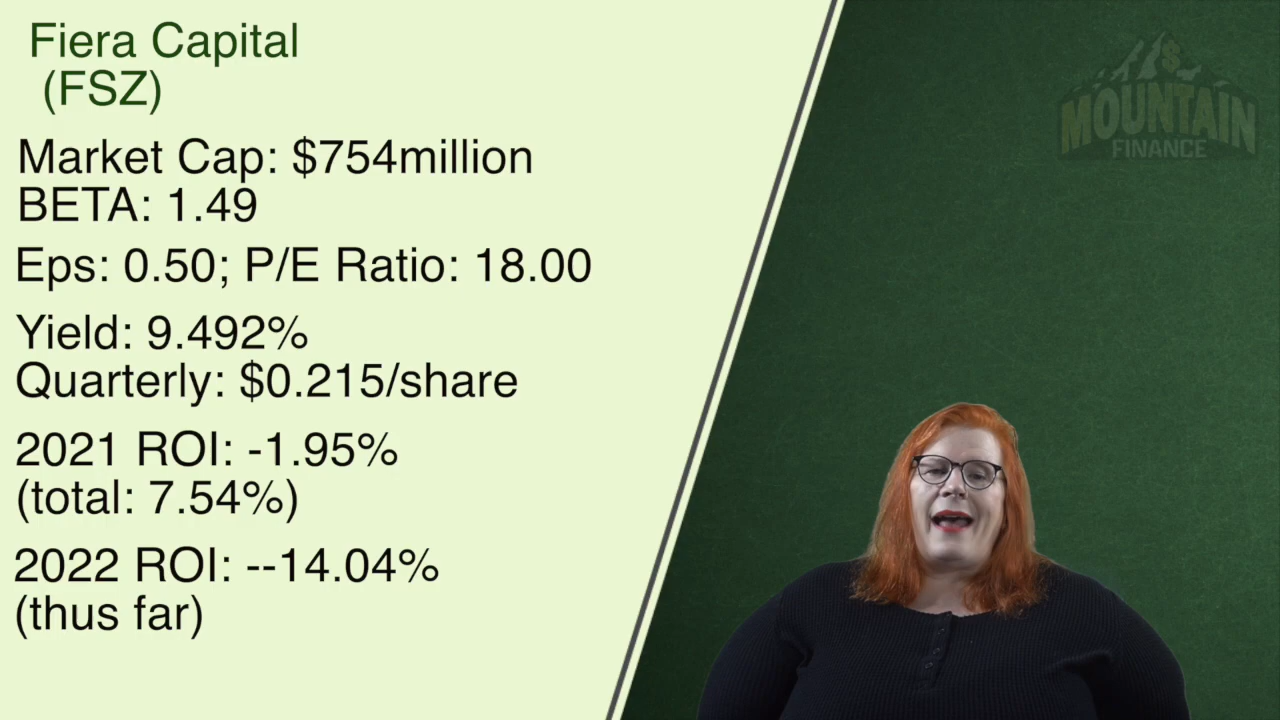 Fiera Capital
(FSZ)
Market Cap: $754million
BETA: 1.49
Eps: 0.50; P/E Ratio: 18.00
Yield: 9.492%
Quarterly: $0.215/share
2021 ROI: -1.95%
(total: 7.54%)
2022 ROI: --14.04%
(thus far)
$
MOUNTAIN
FINANCE